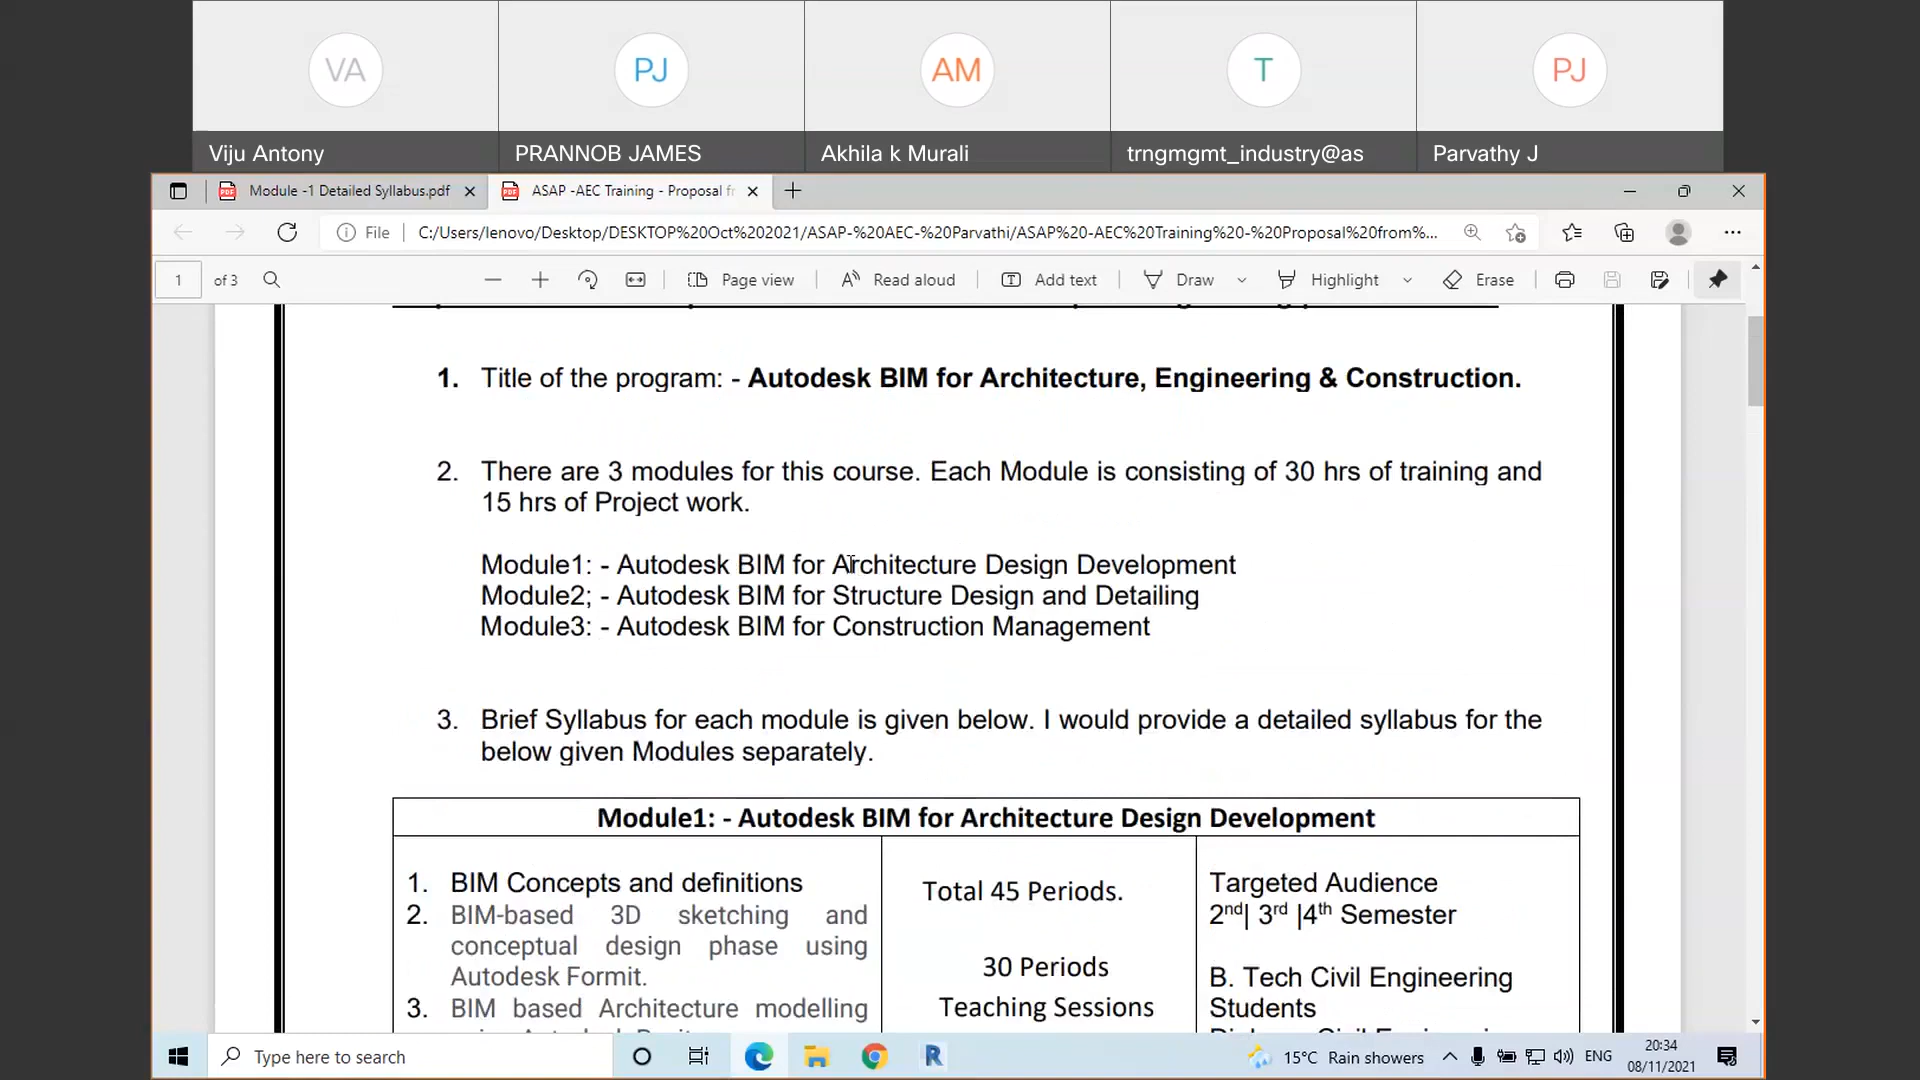 VA
PJ
AM
T
PJ
Viju Antony
PRANNOB JAMES
Akhila k Murali
trngmgmt_industry@as
Parvathy J
Module -1 Detailed Syllabus.pdf
ASAP -AEC Training - Proposal fr
File
C:/Users/lenovo/Desktop/DESKTOP%20Oct%202021/ASAP-%20AEC-%20Parvathi/ASAP%20-AEC%20Training%20-%20Proposal%20from%...
1 of 3
Page view
Read aloud
Add text
Draw
Highlight
Erase
1. Title of the program: - Autodesk BIM for Architecture, Engineering & Construction.
2. There are 3 modules for this course. Each Module is consisting of 30 hrs of training and
15 hrs of Project work.
Module1: - Autodesk BIM for Architecture Design Development
Module2; - Autodesk BIM for Structure Design and Detailing
Module3: - Autodesk BIM for Construction Management
3. Brief Syllabus for each module is given below. I would provide a detailed syllabus for the
below given Modules separately.
Module1: - Autodesk BIM for Architecture Design Development
1. BIM Concepts and definitions
2. BIM-based 3D sketching and
conceptual design phase using
Autodesk Formit.
3. BIM based Architecture modelling
Total 45 Periods.
30 Periods
Teaching Sessions
Targeted Audience
2nd| 3rd |4th Semester
B. Tech Civil Engineering
Students
Type here to search
15°C Rain showers
ENG
20:34
08/11/2021